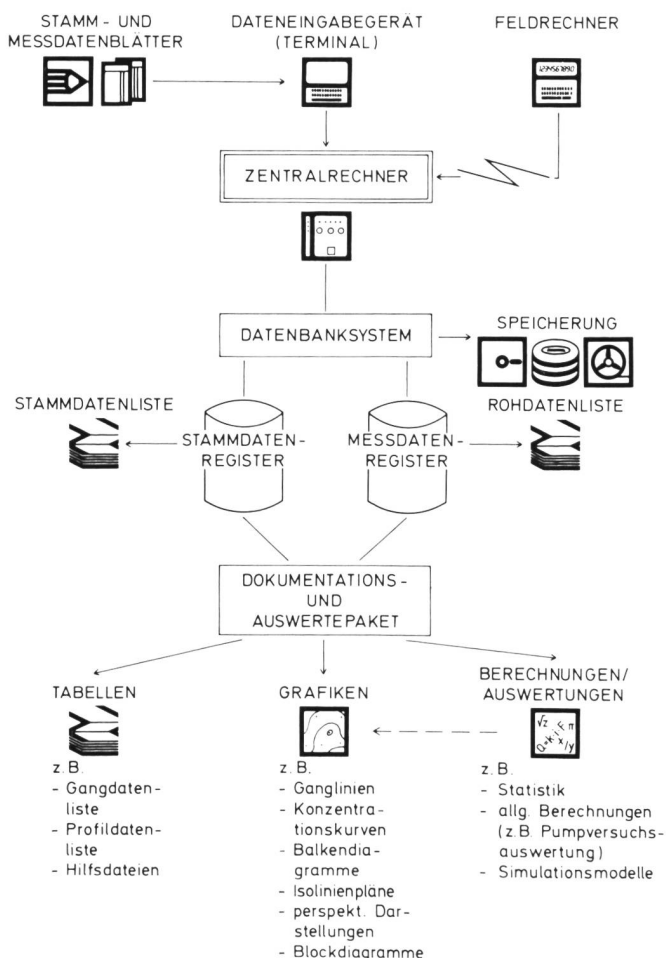 STAMM- UND
MESSDATENBLÄTTER
DATENEINGABEGERÄT
(TERMINAL)
FELDRECHNER
1234567890
ZENTRALRECHNER
DATENBANKSYSTEM
SPEICHERUNG
STAMMDATENLISTE
STAMMDATEN-
REGISTER
MESSDATEN-
REGISTER
ROHDATENLISTE
DOKUMENTATIONS-
UND
AUSWERTEPAKET
TABELLEN
z.B.
- Gangdaten-
liste
- Profildaten-
liste
- Hilfsdateien
GRAFIKEN
z.B.
- Ganglinien
- Konzentra-
tionskurven
- Balkendia-
gramme
- Isolinienpläne
- perspekt. Dar-
stellungen
- Blockdiagramme
BERECHNUNGEN/
AUSWERTUNGEN
√z F π
Q=k·i
x/y
z.B.
- Statistik
- allg. Berechnungen
(z.B. Pumpversuchs-
auswertung)
- Simulationsmodelle